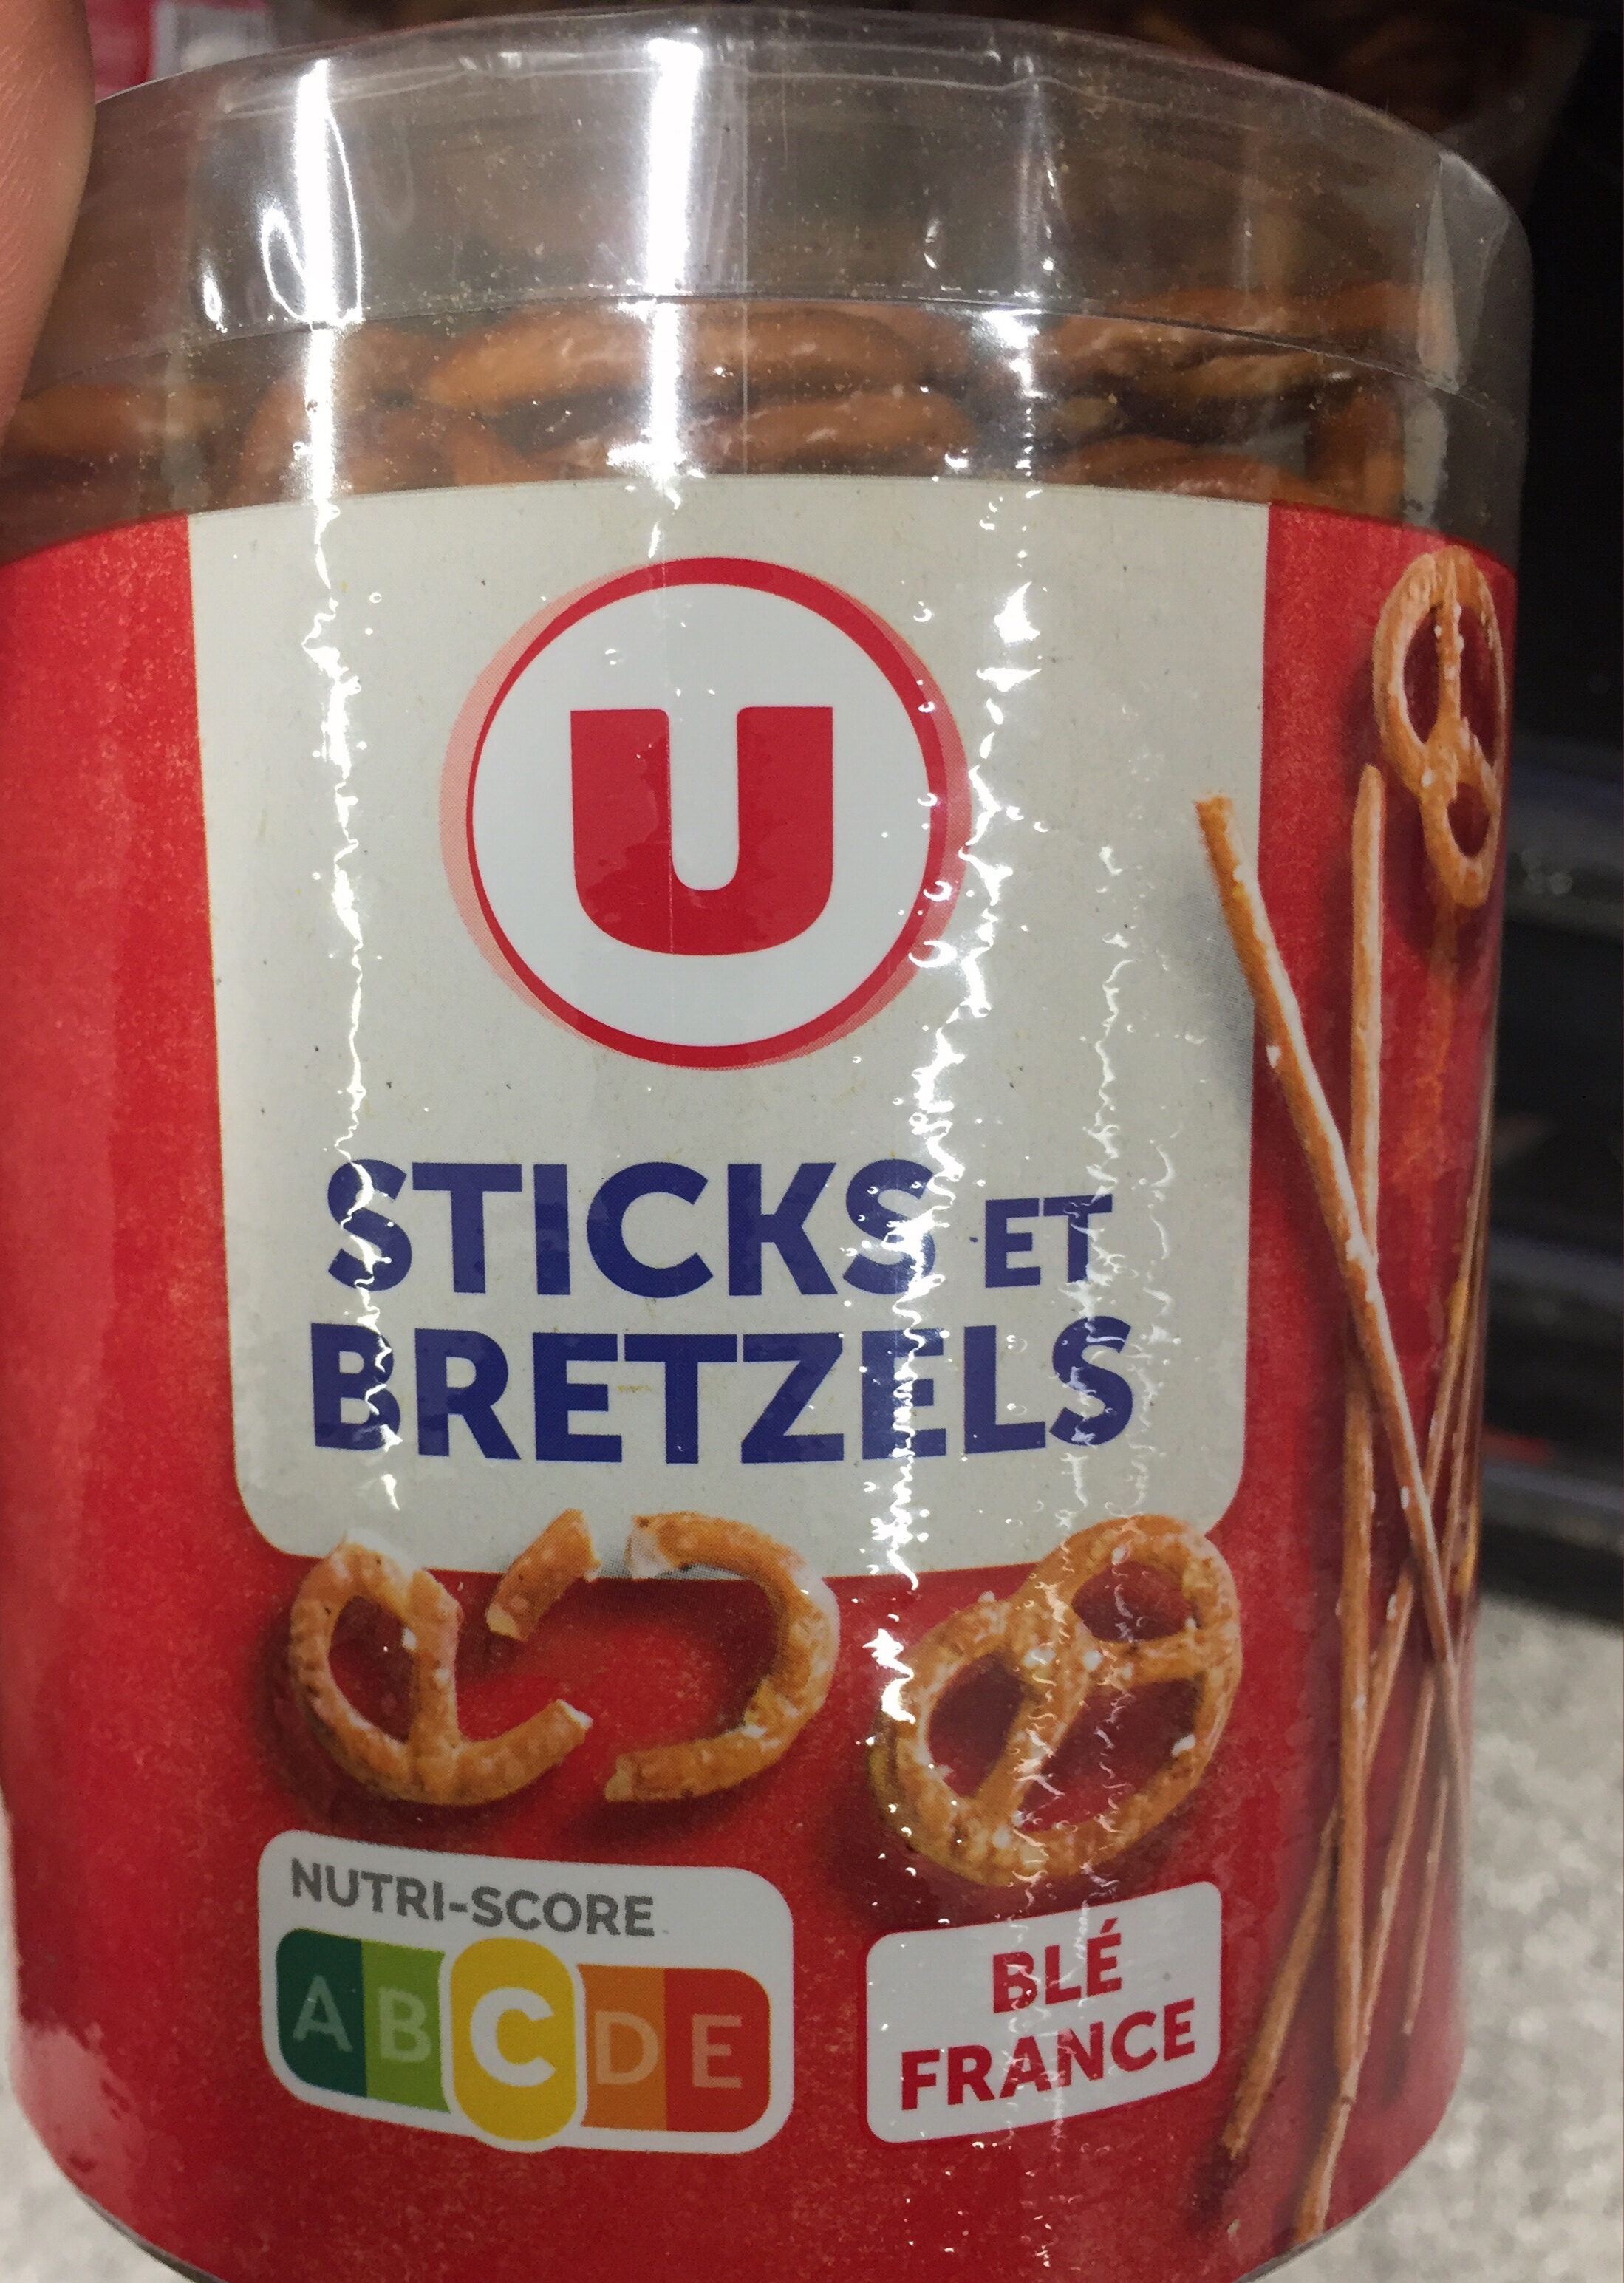 U
STICKS ET
BRETZELS
NUTRI-SCORE
A B C D E
BLÉ
FRANCE